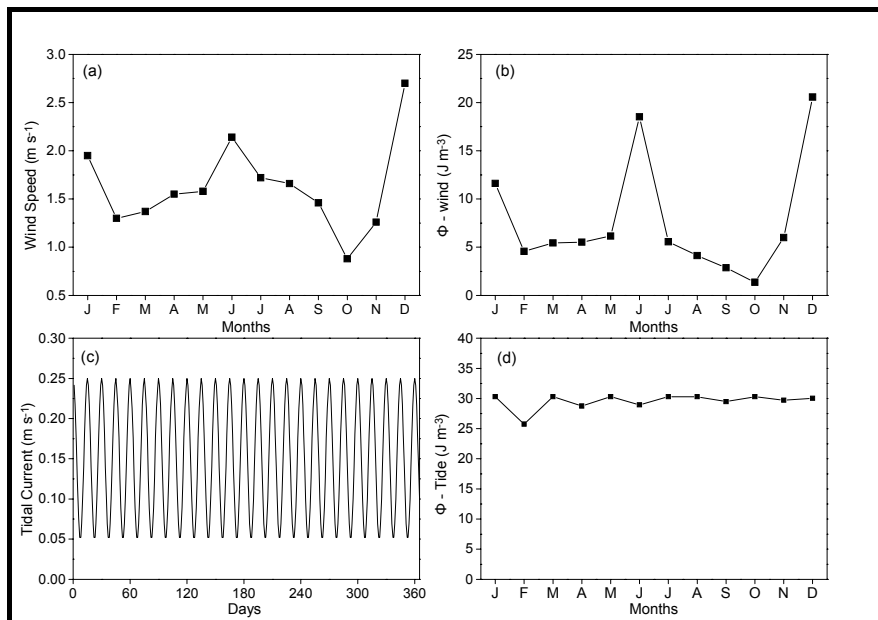 (a)
3.0
2.5
2.0
1.5
1.0
0.5
Wind Speed (m s⁻¹)
J F M A M J J A S O N D
Months
(b)
25
20
15
10
5
0
Φ - wind (J m⁻³)
J F M A M J J A S O N D
Months
(c)
0.30
0.25
0.20
0.15
0.10
0.05
0.00
Tidal Current (m s⁻¹)
0 60 120 180 240 300 360
Days
(d)
40
35
30
25
20
15
10
5
0
Φ - Tide (J m⁻³)
J F M A M J J A S O N D
Months